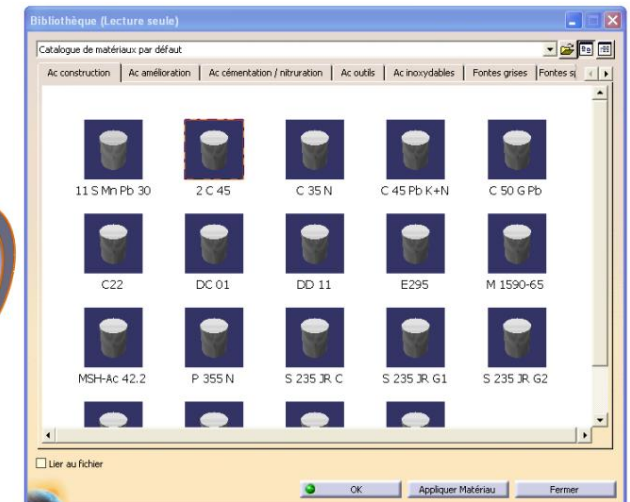 Bibliothèque (Lecture seule)
Catalogue de matériaux par défaut
Ac construction Ac amélioration Ac cémentation / nitruration Ac outils Ac inoxydables Fontes grises Fontes s
11 S Mn Pb 30 2 C 45 C 35 N C 45 Pb K+N C 50 G Pb
C22 DC 01 DD 11 E295 M 1590-65
MSH-Ac 42.2 P 355 N S 235 JR C S 235 JR G1 S 235 JR G2
Lier au fichier
OK Appliquer Matériau Fermer